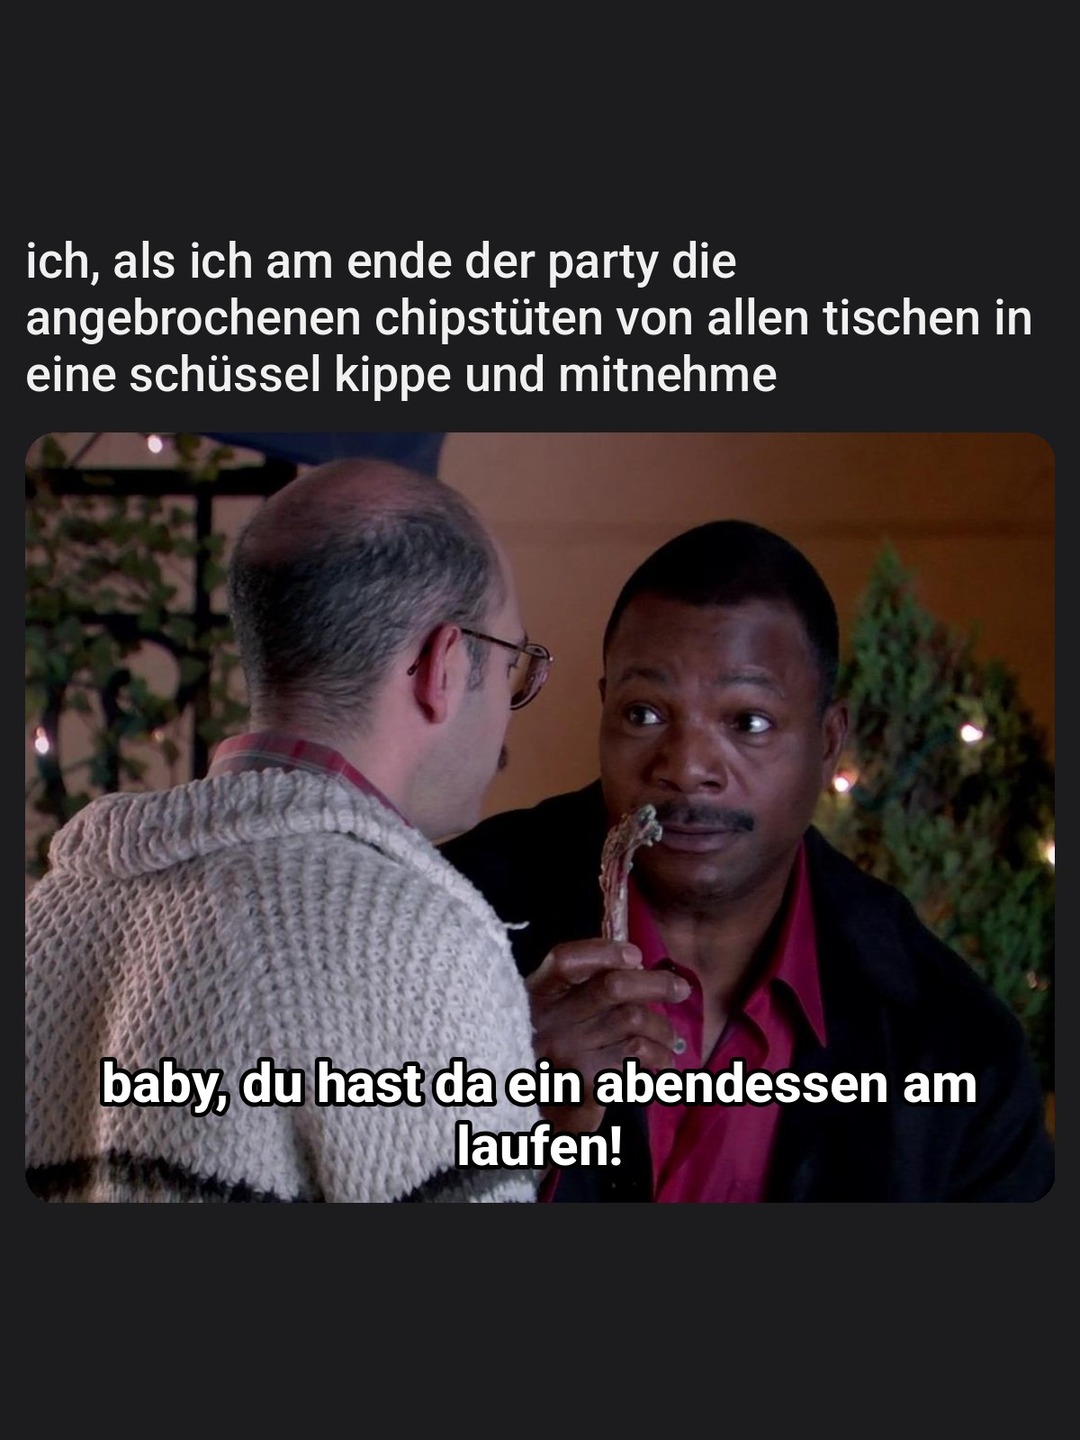 ich, als ich am ende der party die
angebrochenen chipstüten von allen tischen in
eine schüssel kippe und mitnehme
baby, du hast da ein abendessen am
laufen!